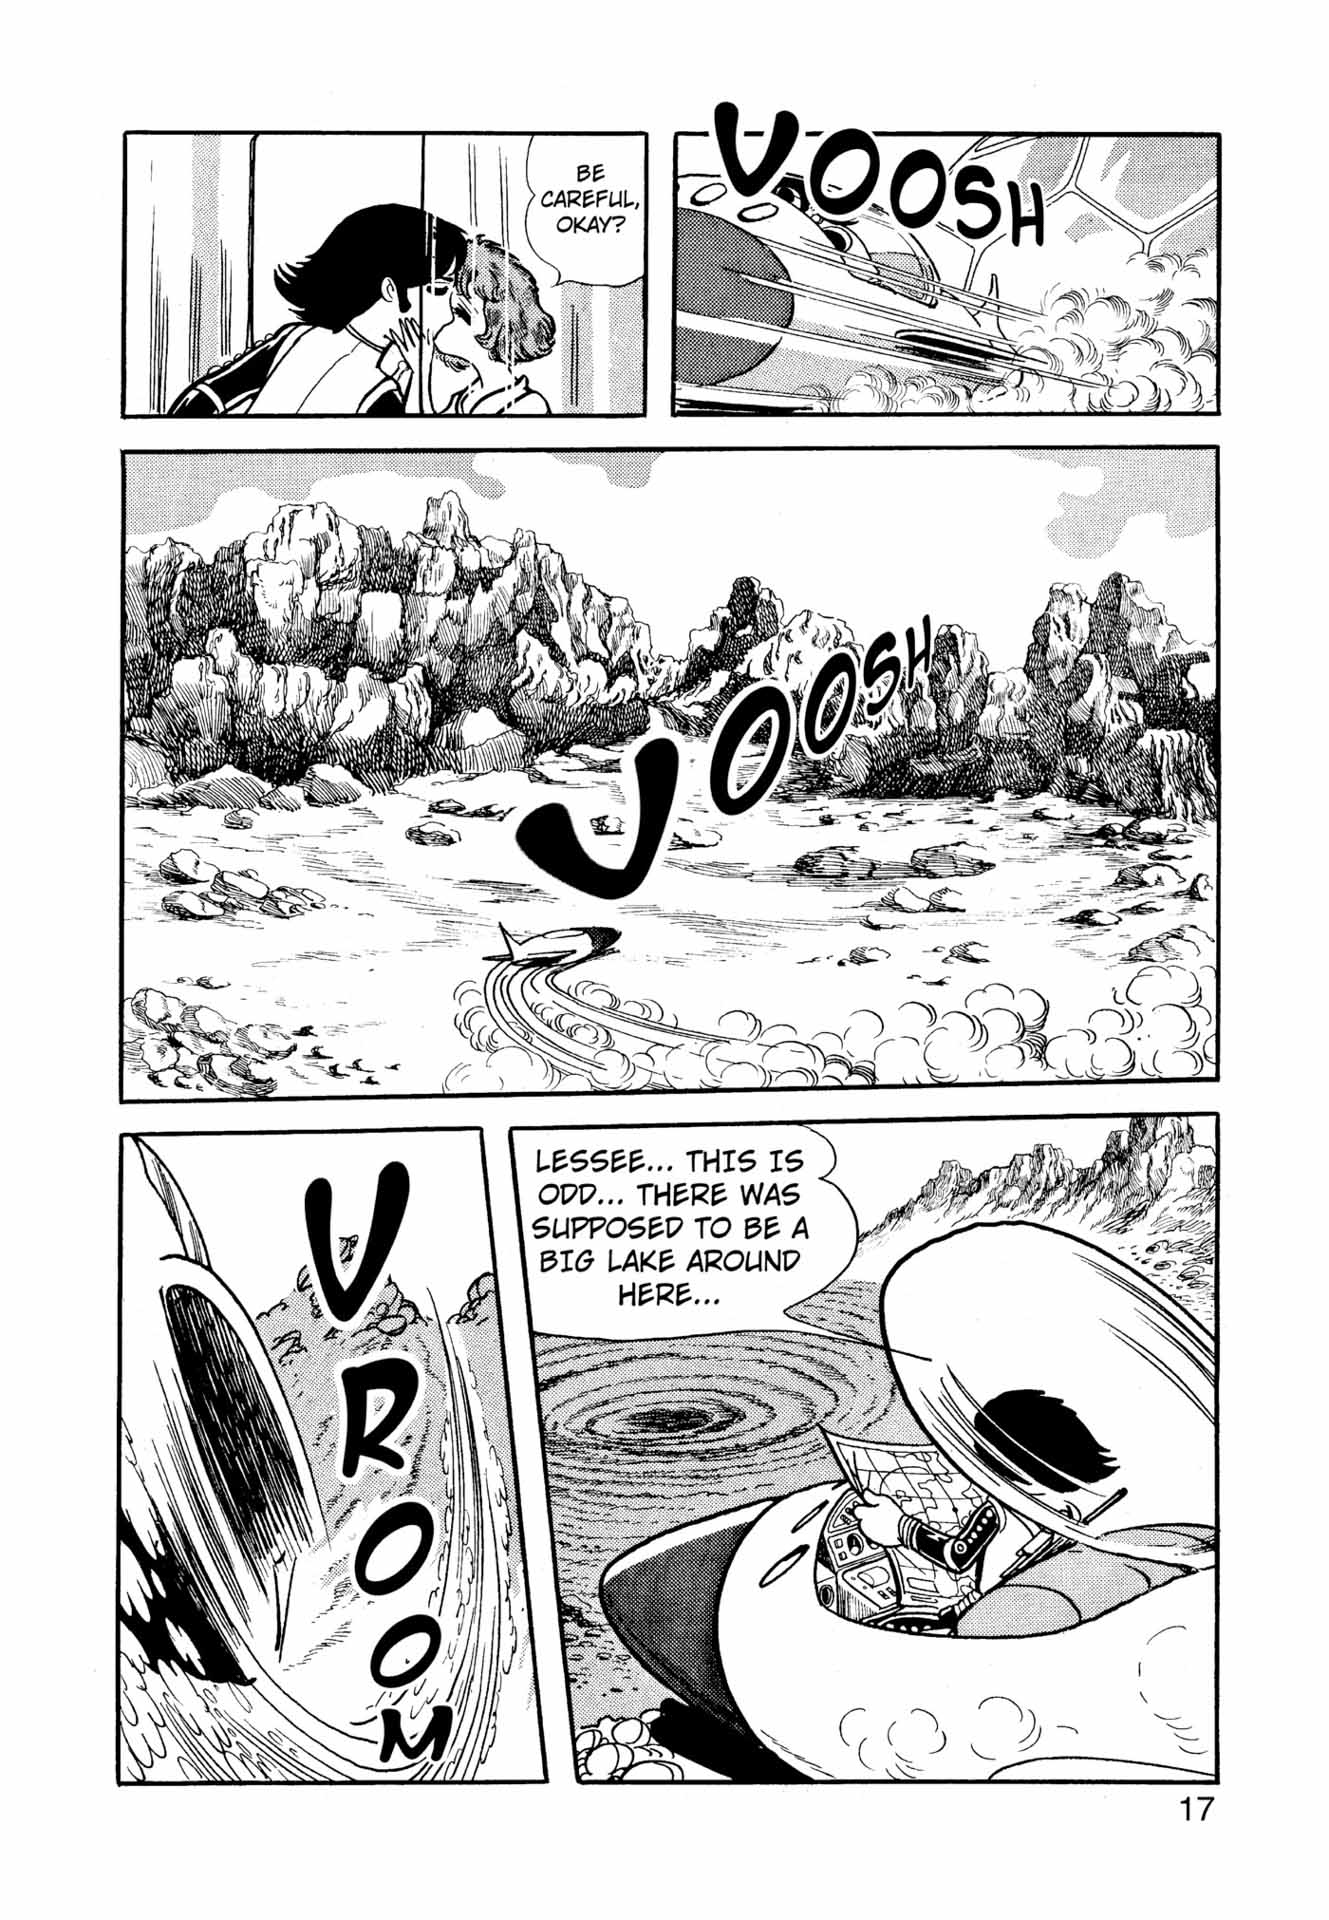 BE
CAREFUL,
OKAY?
VOOSH
VOOSH
VROOM
LESSEE... THIS IS
ODD... THERE WAS
SUPPOSED TO BE A
BIG LAKE AROUND
HERE...
17